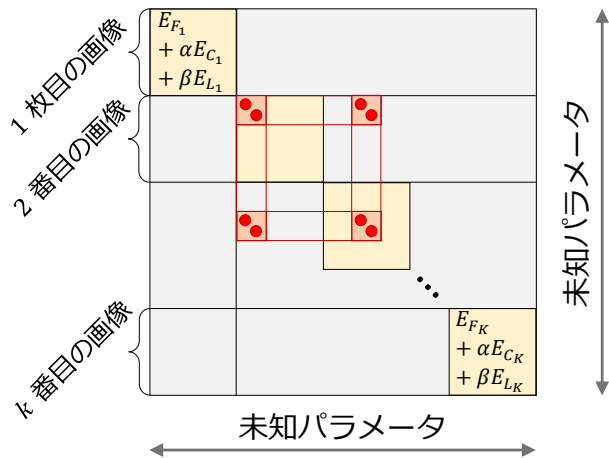 1 枚目の画像
E_{F_1}
+ αE_{C_1}
+ βE_{L_1}
2 番目の画像
未知パラメータ
k 番目の画像
E_{F_K}
+ αE_{C_K}
+ βE_{L_K}
未知パラメータ